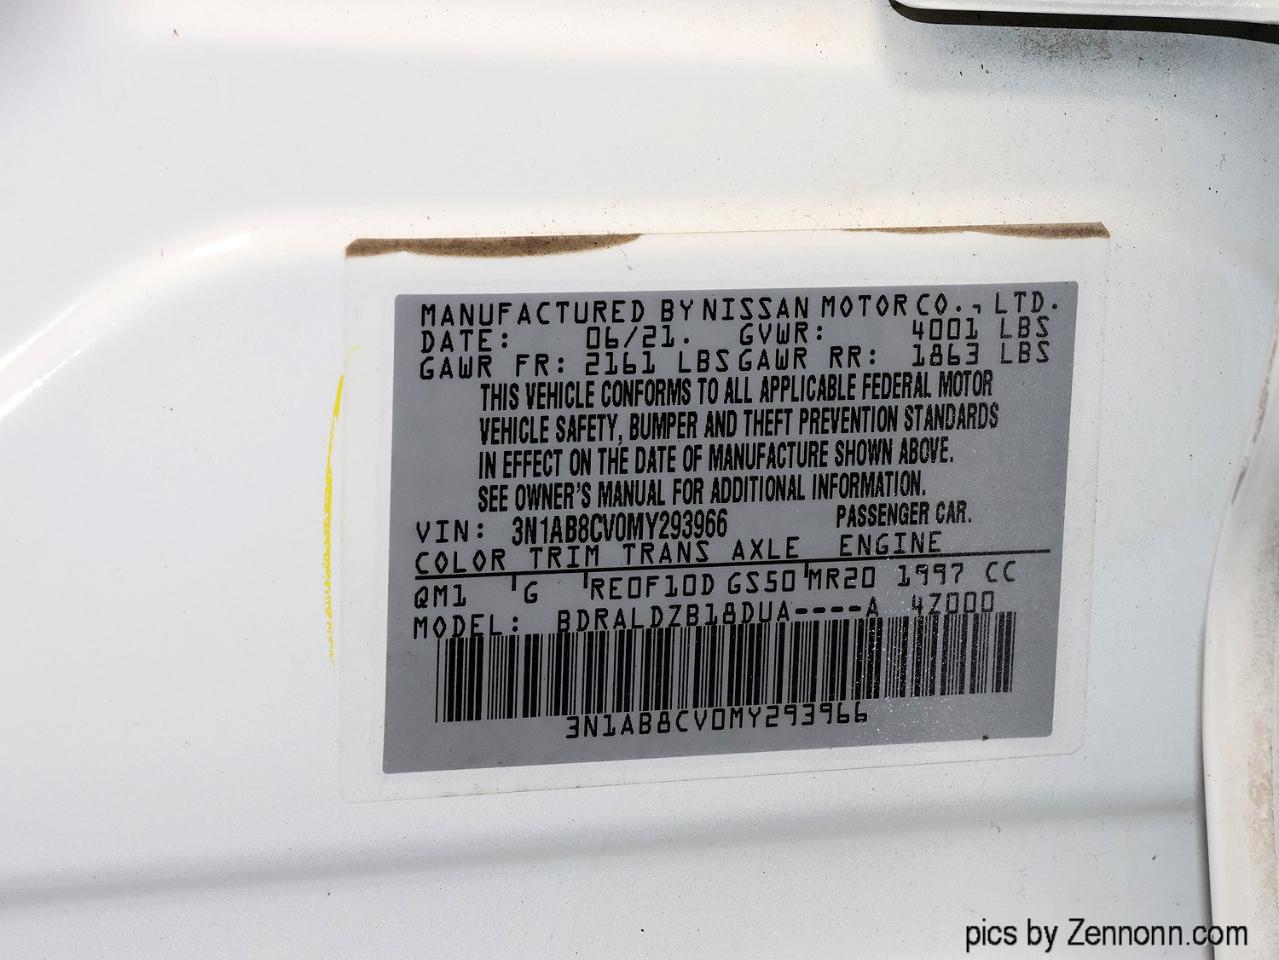 MANUFACTURED BY NISSAN MOTOR CO., LTD.
DATE: 06/21. GVWR: 4001 LBS
GAWR FR: 2161 LBS GAWR RR: 1863 LBS
THIS VEHICLE CONFORMS TO ALL APPLICABLE FEDERAL MOTOR
VEHICLE SAFETY, BUMPER AND THEFT PREVENTION STANDARDS
IN EFFECT ON THE DATE OF MANUFACTURE SHOWN ABOVE.
SEE OWNER'S MANUAL FOR ADDITIONAL INFORMATION.
VIN: 3N1AB8CV0MY293966 PASSENGER CAR.
COLOR TRIM TRANS AXLE ENGINE
QM1 G RE0F10D GS50 MR20 1997 CC
MODEL: BDRALDZB18DUA----A 4Z000
3N1AB8CV0MY293966
pics by Zennonn.com